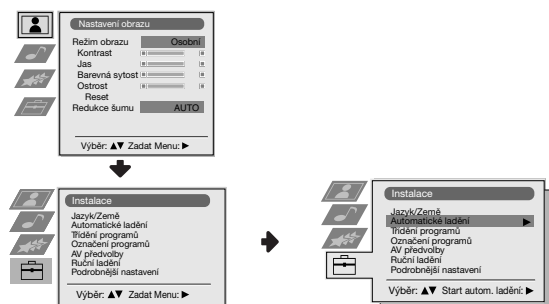 Nastavení obrazu
Režim obrazu Osobní
Kontrast
Jas
Barevná sytost
Ostrost
Reset
Redukce šumu AUTO
Výběr: ▲▼ Zadat Menu: ▶
Instalace
Jazyk/Země
Automatické ladění
Třídění programů
Označení programů
AV předvolby
Ruční ladění
Podrobnější nastavení
Výběr: ▲▼ Zadat Menu: ▶
Instalace
Jazyk/Země
Automatické ladění ▶
Třídění programů
Označení programů
AV předvolby
Ruční ladění
Podrobnější nastavení
Výběr: ▲▼ Start autom. ladění: ▶